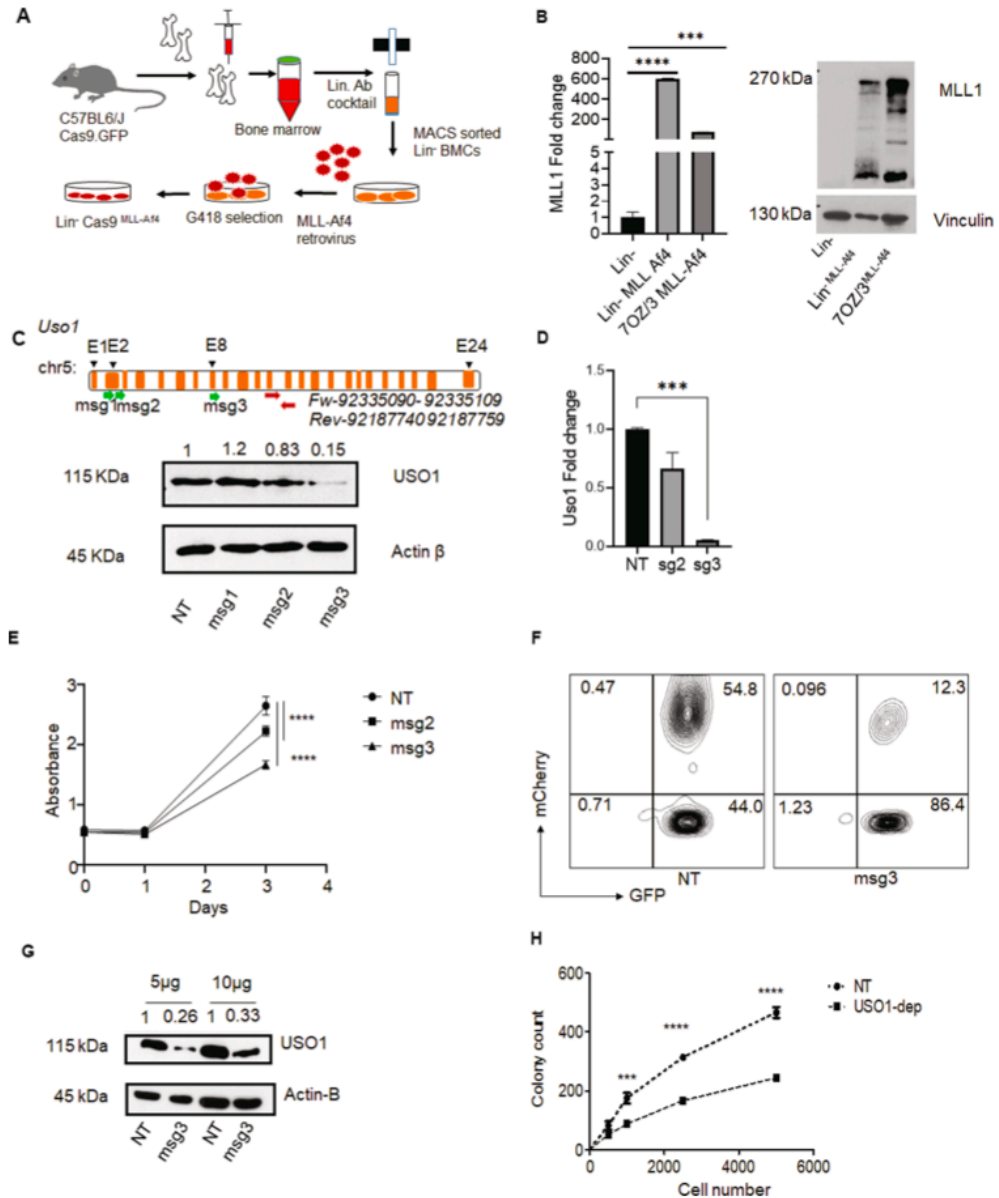 A
C57BL6/J
Cas9.GFP
Bone marrow
Lin. Ab
cocktail
MACS sorted
Lin- BMCs
MLL-Af4
retrovirus
G418 selection
Lin- Cas9 MLL-Af4
B
***
****
MLL1 Fold change
600
400
200
5
4
3
2
1
0
Lin-
Lin- MLL Af4
7OZ/3 MLL-Af4
270 kDa
MLL1
130 kDa
Vinculin
Lin-
Lin- MLL-Af4
7OZ/3 MLL-Af4
C
Uso1
chr5:
E1 E2 E8 E24
msg1 msg2 msg3
Fw-92335090- 92335109
Rev-92187740 92187759
1 1.2 0.83 0.15
115 KDa
USO1
45 KDa
Actin β
NT msg1 msg2 msg3
D
***
Uso1 Fold change
1.0
0.5
0.0
NT sg2 sg3
E
Absorbance
3
2
1
0
0 1 2 3 4
Days
****
****
NT
msg2
msg3
F
0.47 54.8
0.71 44.0
0.096 12.3
1.23 86.4
mCherry
GFP
NT
msg3
G
5µg 10µg
1 0.26 1 0.33
115 kDa
USO1
45 kDa
Actin-B
NT msg3 NT msg3
H
Colony count
600
400
200
0
0 2000 4000 6000
Cell number
***
****
****
NT
USO1-dep